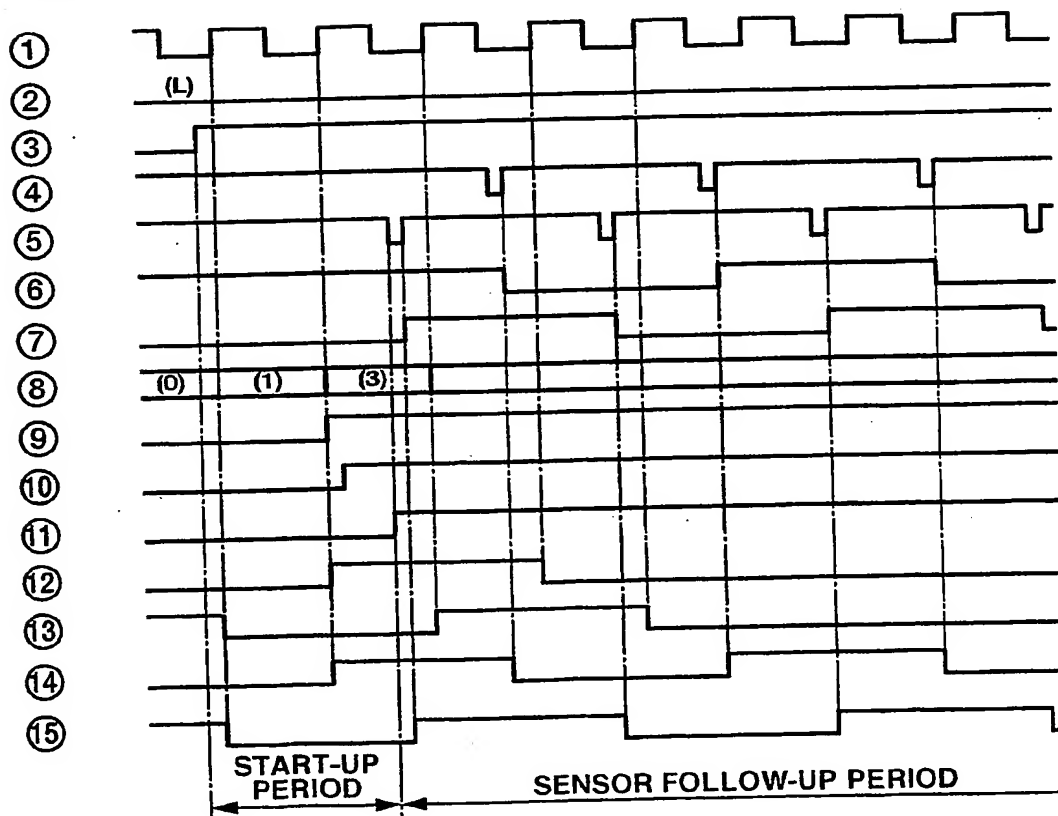 ①
② (L)
③
④
⑤
⑥
⑦
⑧ (0) (1) (3)
⑨
⑩
⑪
⑫
⑬
⑭
⑮
START-UP
PERIOD
SENSOR FOLLOW-UP PERIOD